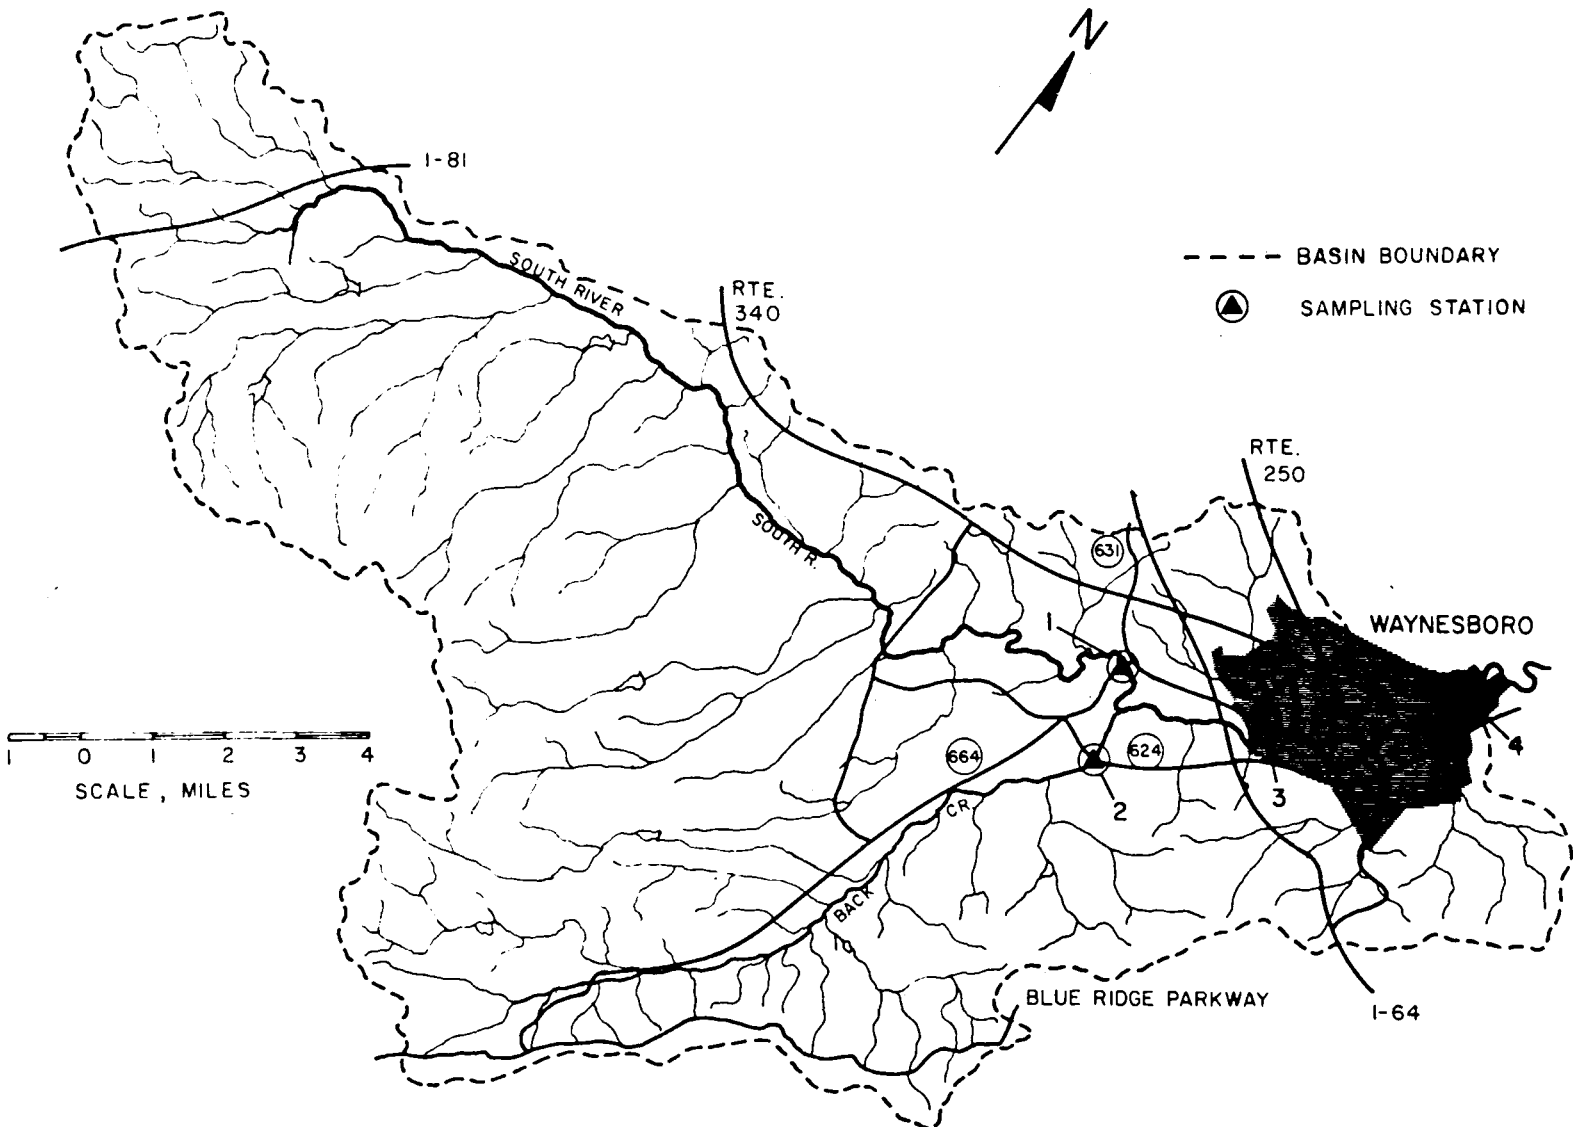 N
I-81
SOUTH RIVER
RTE.
340
BASIN BOUNDARY
SAMPLING STATION
RTE.
250
SOUTH R.
631
1
WAYNESBORO
1 0 1 2 3 4
SCALE, MILES
664
624
4
2
3
CR.
BACK
BLUE RIDGE PARKWAY
I-64